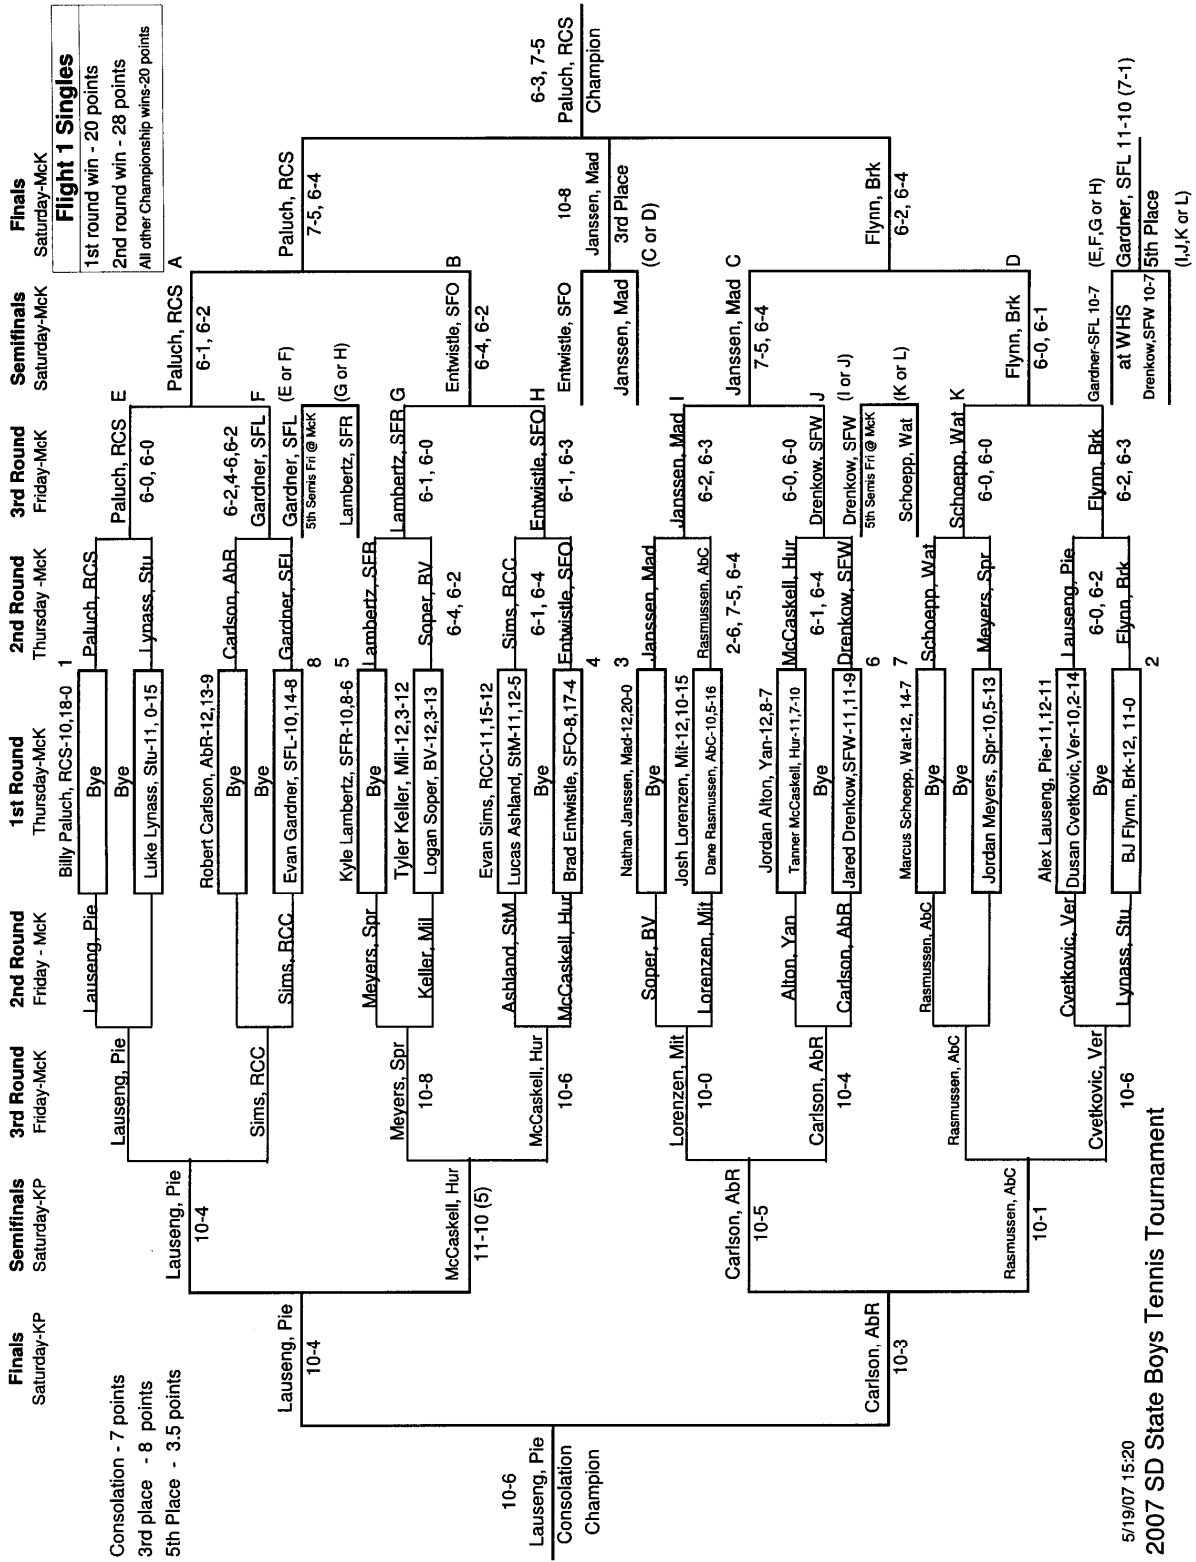 Finals
Saturday-KP
Semifinals
Saturday-KP
3rd Round
Friday-McK
2nd Round
Friday - McK
1st Round
Thursday-McK
2nd Round
Thursday -McK
3rd Round
Friday-McK
Semifinals
Saturday-McK
Finals
Saturday-McK
Flight 1 Singles
1st round win - 20 points
2nd round win - 28 points
All other Championship wins-20 points
Consolation - 7 points
3rd place - 8 points
5th Place - 3.5 points
Billy Paluch, RCS-10,18-0
1
Bye
Bye
Luke Lynass, Stu-11, 0-15
Robert Carlson, AbR-12,13-9
Bye
Bye
Evan Gardner, SFL-10,14-8
8
Kyle Lambertz, SFR-10,8-6
5
Bye
Tyler Keller, Mil-12,3-12
Logan Soper, BV-12,3-13
Evan Sims, RCC-11,15-12
Lucas Ashland, StM-11,12-5
Bye
Brad Entwistle, SFO-8,17-4
4
Nathan Janssen, Mad-12,20-0
3
Bye
Josh Lorenzen, Mit-12,10-15
Dane Rasmussen, AbC-10,5-16
Jordan Alton, Yan-12,8-7
Tanner McCaskell, Hur-11,7-10
Bye
Jared Drenkow,SFW-11,11-9
6
Marcus Schoepp, Wat-12, 14-7
7
Bye
Bye
Jordan Meyers, Spr-10,5-13
Alex Lauseng, Pie-11,12-11
Dusan Cvetkovic,Ver-10,2-14
Bye
BJ Flynn, Brk-12, 11-0
2
Paluch, RCS
Lynass, Stu
Carlson, AbR
Gardner, SFL
Lambertz, SFR
Soper, BV
6-4, 6-2
Sims, RCC
6-1, 6-4
Entwistle, SFO
Janssen, Mad
Rasmussen, AbC
2-6, 7-5, 6-4
McCaskell, Hur
6-1, 6-4
Drenkow, SFW
Schoepp, Wat
Meyers, Spr
Lauseng, Pie
6-0, 6-2
Flynn, Brk
Paluch, RCS E
6-0, 6-0
6-2,4-6,6-2
Gardner, SFL F
Gardner, SFL (E or F)
5th Semis Fri @ McK
Lambertz, SFR (G or H)
Lambertz, SFR G
6-1, 6-0
Entwistle, SFO H
6-1, 6-3
Janssen, Mad I
6-2, 6-3
6-0, 6-0
Drenkow, SFW J
Drenkow, SFW (I or J)
5th Semis Fri @ McK
Schoepp, Wat (K or L)
Schoepp, Wat K
6-0, 6-0
Flynn, Brk
6-2, 6-3
Paluch, RCS A
6-1, 6-2
Entwistle, SFO B
6-4, 6-2
Entwistle, SFO
Janssen, Mad
Janssen, Mad C
7-5, 6-4
Flynn, Brk D
6-0, 6-1
Gardner-SFL 10-7 (E,F,G or H)
at WHS
Drenkow,SFW 10-7
(I,J,K or L)
Paluch, RCS
7-5, 6-4
10-8
Janssen, Mad
3rd Place
(C or D)
Flynn, Brk
6-2, 6-4
Gardner, SFL 11-10 (7-1)
5th Place
6-3, 7-5
Paluch, RCS
Champion
Lauseng, Pie
Sims, RCC
Meyers, Spr
Keller, Mil
Ashland, StM
McCaskell, Hur
Soper, BV
Lorenzen, Mit
Alton, Yan
Carlson, AbR
Rasmussen, AbC
Cvetkovic, Ver
Lynass, Stu
Lauseng, Pie
Sims, RCC
Meyers, Spr
10-8
McCaskell, Hur
10-6
Lorenzen, Mit
10-0
Carlson, AbR
10-4
Rasmussen, AbC
Cvetkovic, Ver
10-6
Lauseng, Pie
10-4
McCaskell, Hur
11-10 (5)
Carlson, AbR
10-5
Rasmussen, AbC
10-1
Lauseng, Pie
10-4
Carlson, AbR
10-3
10-6
Lauseng, Pie
Consolation
Champion
5/19/07 15:20
2007 SD State Boys Tennis Tournament